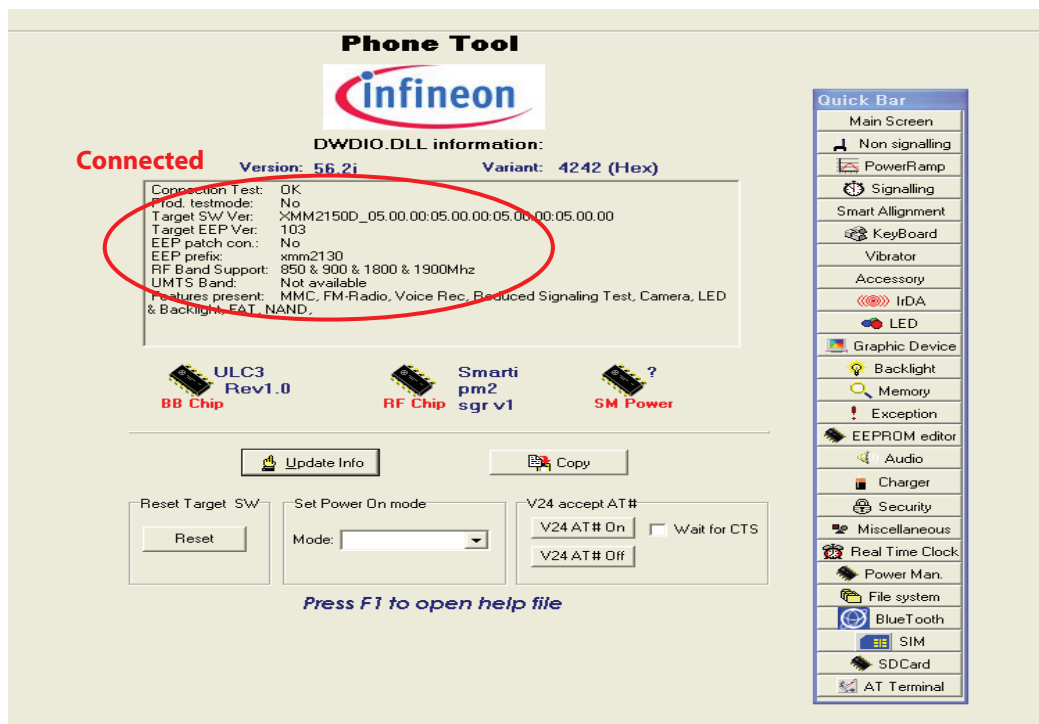 Phone Tool
infineon
DWDIO.DLL information:
Connected
Version: 56.2i Variant: 4242 (Hex)
Connection Test: OK
Prod. testmode: No
Target SW Ver: XMM2150D_05.00.00:05.00.00:05.00.00:05.00.00
Target EEP Ver: 103
EEP patch con.: No
EEP prefix: xmm2130
RF Band Support: 850 & 900 & 1800 & 1900Mhz
UMTS Band: Not available
Features present: MMC, FM-Radio, Voice Rec, Reduced Signaling Test, Camera, LED
& Backlight, FAT, NAND,
ULC3
Rev1.0
BB Chip
Smarti
pm2
sgr v1
RF Chip
?
SM Power
Update Info
Copy
Reset Target SW
Reset
Set Power On mode
Mode:
V24 accept AT#
V24 AT# On
Wait for CTS
V24 AT# Off
Press F1 to open help file
Quick Bar
Main Screen
Non signalling
PowerRamp
Signalling
Smart Allignment
KeyBoard
Vibrator
Accessory
IrDA
LED
Graphic Device
Backlight
Memory
Exception
EEPROM editor
Audio
Charger
Security
Miscellaneous
Real Time Clock
Power Man.
File system
BlueTooth
SIM
SDCard
AT Terminal